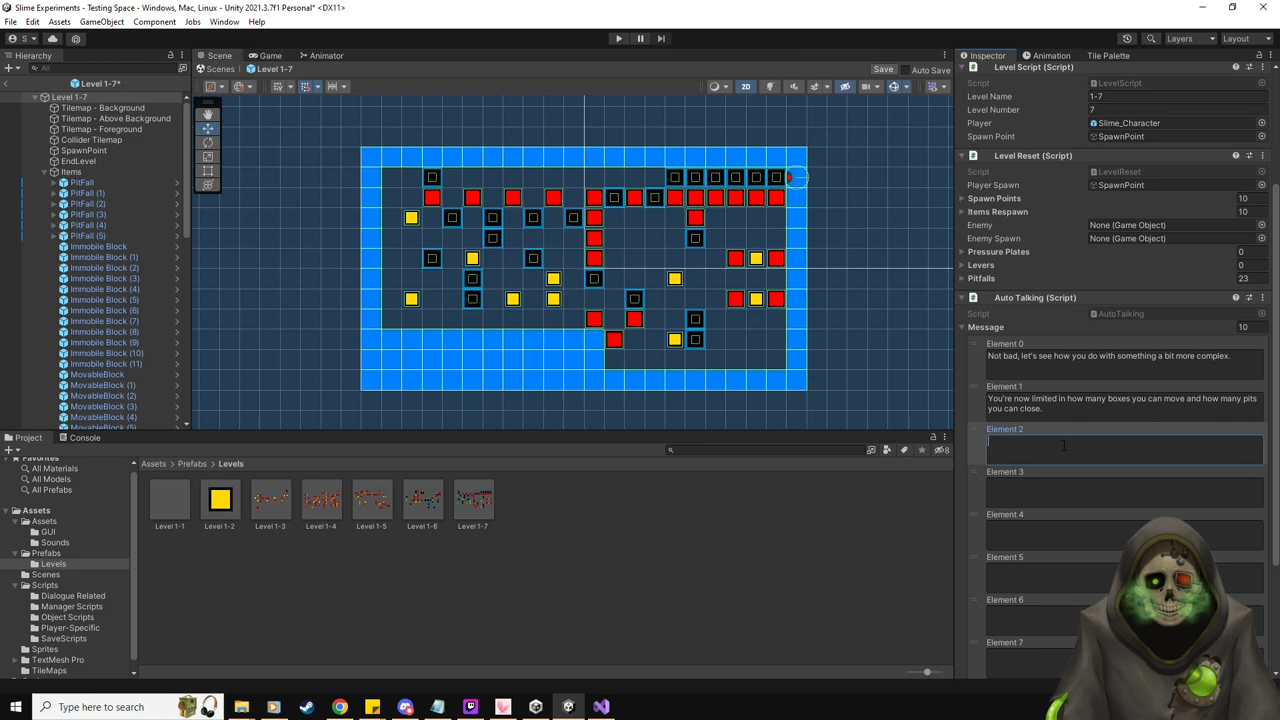 Slime Experiments - Testing Space - Windows, Mac, Linux - Unity 2021.3.7f1 Personal* <DX11>
File Edit Assets GameObject Component Jobs Window Help
S
Layers Layout
Hierarchy
All
Level 1-7*
Level 1-7
Tilemap - Background
Tilemap - Above Background
Tilemap - Foreground
Collider Tilemap
SpawnPoint
EndLevel
Items
PitFall
PitFall (1)
PitFall (2)
PitFall (3)
PitFall (4)
PitFall (5)
Immobile Block
Immobile Block (1)
Immobile Block (2)
Immobile Block (3)
Immobile Block (4)
Immobile Block (5)
Immobile Block (6)
Immobile Block (7)
Immobile Block (8)
Immobile Block (9)
Immobile Block (10)
Immobile Block (11)
MovableBlock
MovableBlock (1)
MovableBlock (2)
MovableBlock (3)
MovableBlock (4)
MovableBlock (5)
Scene Game Animator
Scenes Level 1-7
Save Auto Save
2D
Inspector Animation Tile Palette
Level Script (Script)
Script LevelScript
Level Name 1-7
Level Number 7
Player Slime_Character
Spawn Point SpawnPoint
Level Reset (Script)
Script LevelReset
Player Spawn SpawnPoint
Spawn Points 10
Items Respawn 10
Enemy None (Game Object)
Enemy Spawn None (Game Object)
Pressure Plates 0
Levers 0
Pitfalls 23
Auto Talking (Script)
Script AutoTalking
Message 10
Element 0
Not bad, let's see how you do with something a bit more complex.
Element 1
You're now limited in how many boxes you can move and how many pits
you can close.
Element 2
Element 3
Element 4
Element 5
Element 6
Element 7
Project Console
8
Favorites
All Materials
All Models
All Prefabs
Assets
Assets
GUI
Sounds
Prefabs
Levels
Scenes
Scripts
Dialogue Related
Manager Scripts
Object Scripts
Player-Specific
SaveScripts
Sprites
TextMesh Pro
TileMaps
Assets Prefabs Levels
Level 1-1 Level 1-2 Level 1-3 Level 1-4 Level 1-5 Level 1-6 Level 1-7
Type here to search